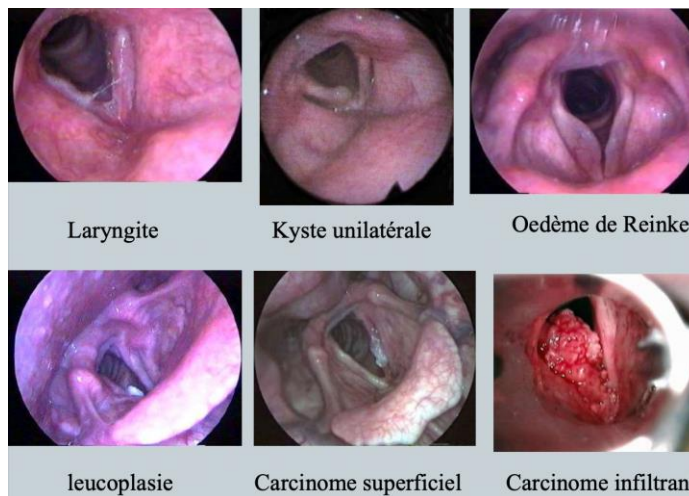 Laryngite
Kyste unilatérale
Oedème de Reinke
leucoplasie
Carcinome superficiel
Carcinome infiltran